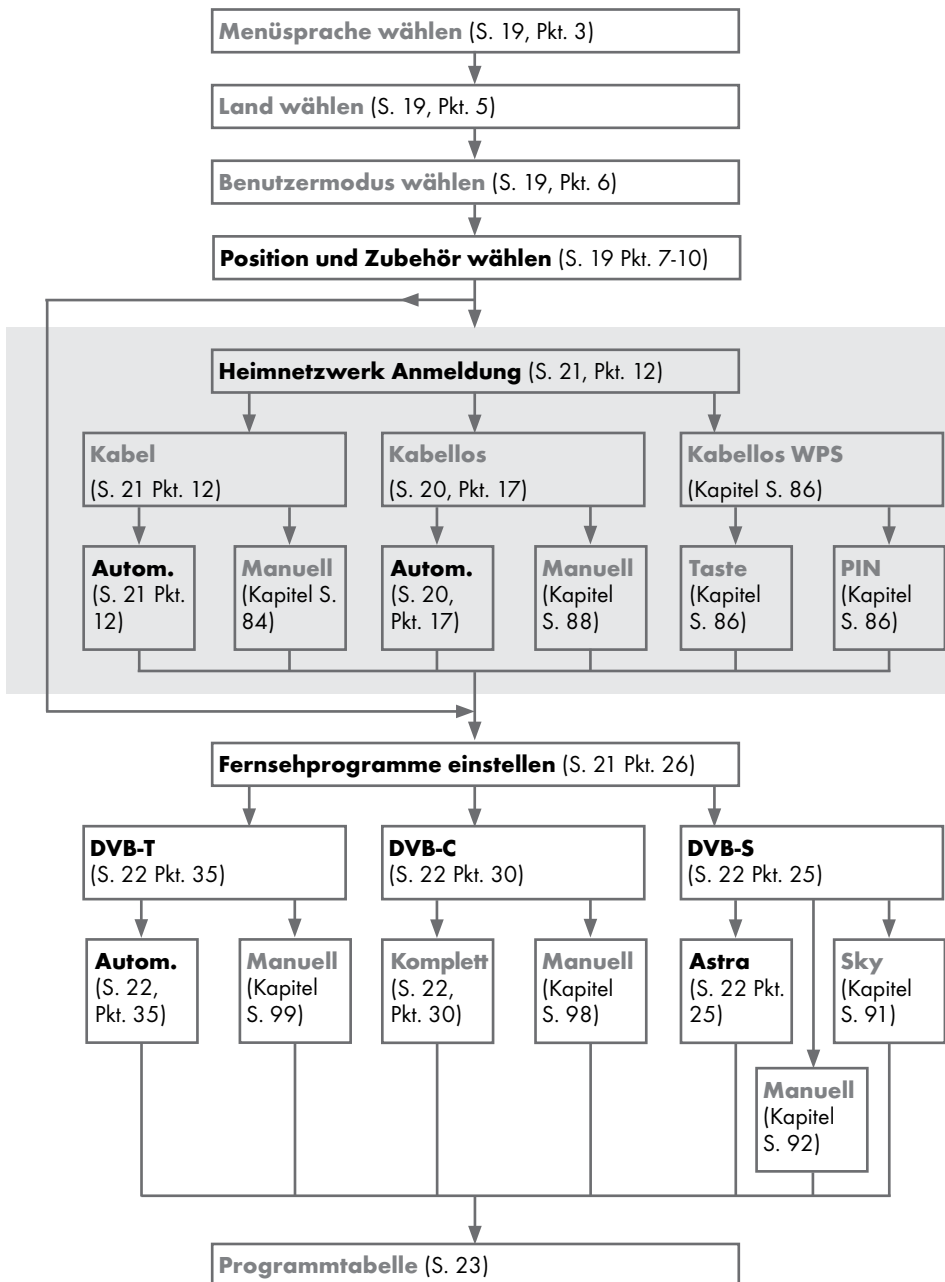 Menüsprache wählen (S. 19, Pkt. 3)
Land wählen (S. 19, Pkt. 5)
Benutzermodus wählen (S. 19, Pkt. 6)
Position und Zubehör wählen (S. 19 Pkt. 7-10)
Heimnetzwerk Anmeldung (S. 21, Pkt. 12)
Kabel
(S. 21 Pkt. 12)
Kabellos
(S. 20, Pkt. 17)
Kabellos WPS
(Kapitel S. 86)
Autom.
(S. 21 Pkt.
12)
Manuell
(Kapitel S.
84)
Autom.
(S. 20,
Pkt. 17)
Manuell
(Kapitel
S. 88)
Taste
(Kapitel
S. 86)
PIN
(Kapitel
S. 86)
Fernsehprogramme einstellen (S. 21 Pkt. 26)
DVB-T
(S. 22 Pkt. 35)
DVB-C
(S. 22 Pkt. 30)
DVB-S
(S. 22 Pkt. 25)
Autom.
(S. 22,
Pkt. 35)
Manuell
(Kapitel
S. 99)
Komplett
(S. 22,
Pkt. 30)
Manuell
(Kapitel
S. 98)
Astra
(S. 22 Pkt.
25)
Sky
(Kapitel
S. 91)
Manuell
(Kapitel
S. 92)
Programmtabelle (S. 23)